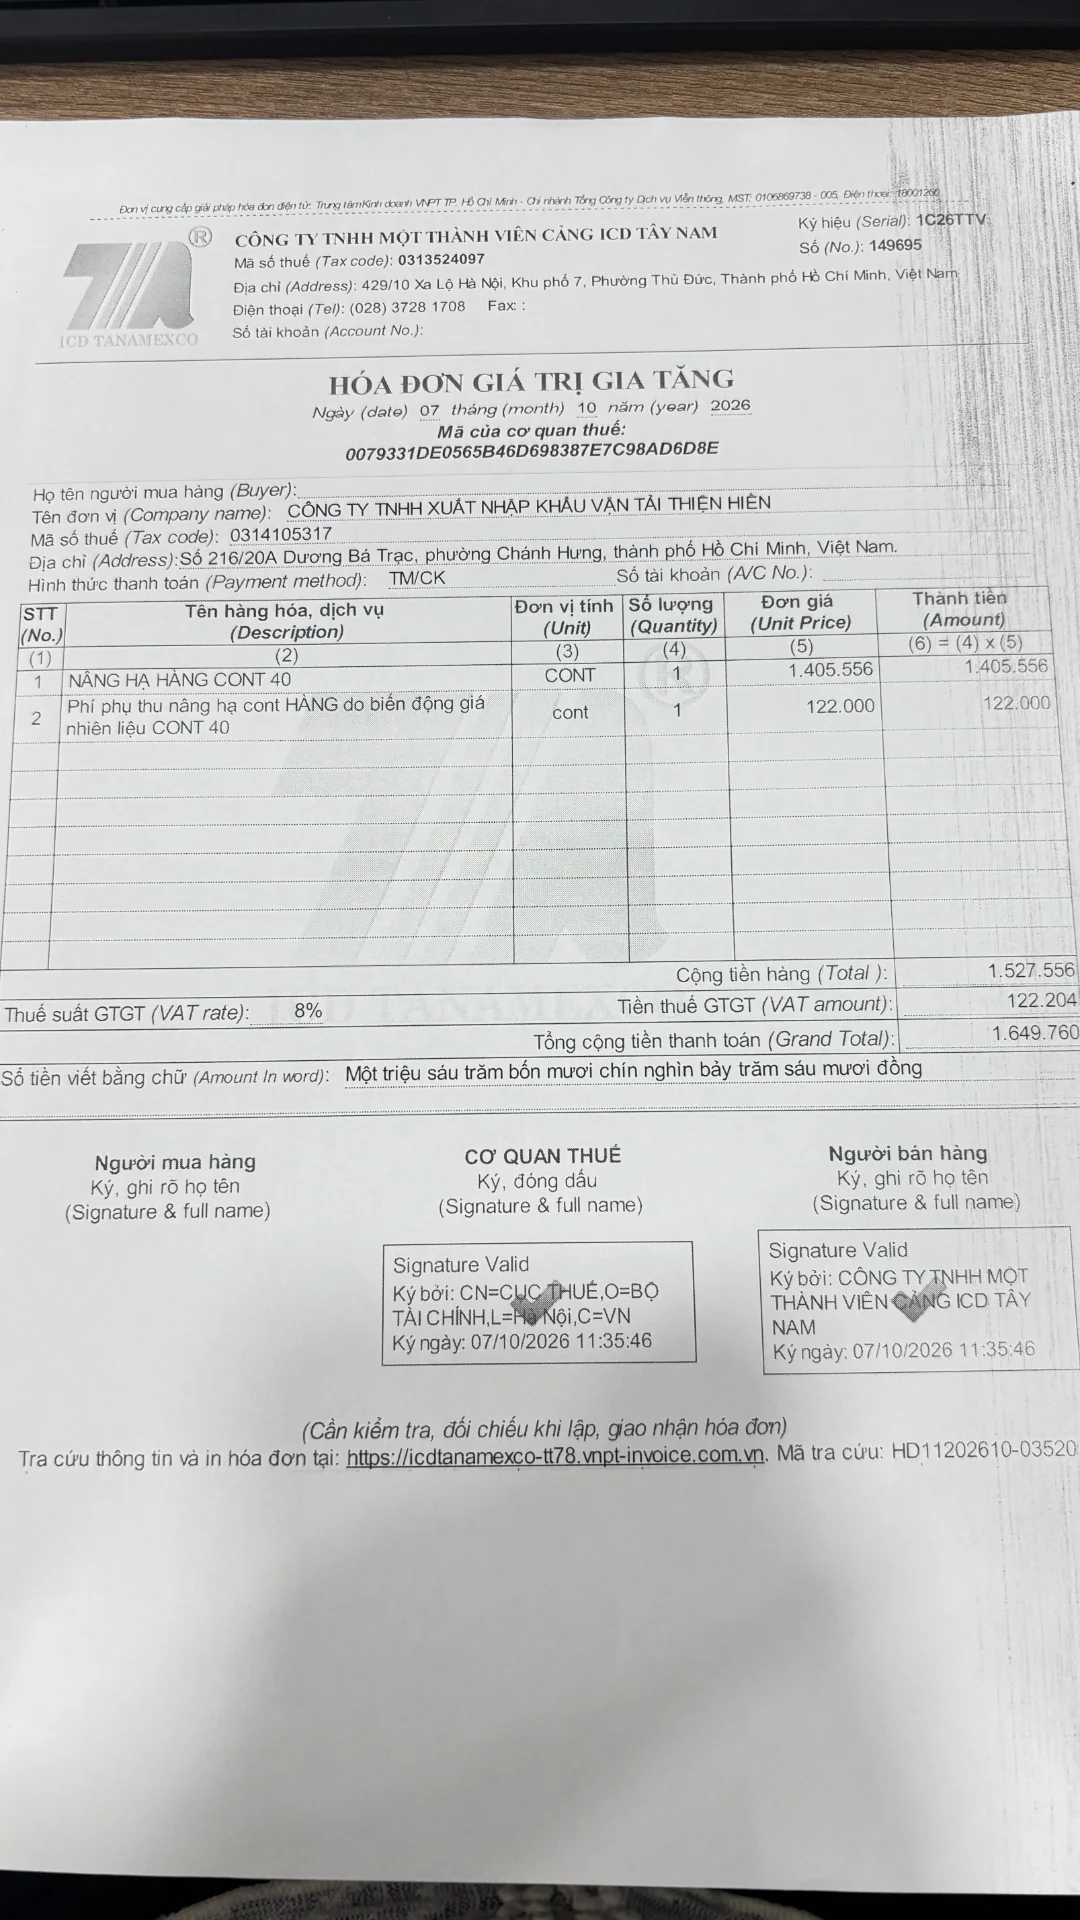 Đơn vị cung cấp giải pháp hóa đơn điện tử: Trung tâm Kinh doanh VNPT TP. Hồ Chí Minh - Chi nhánh Tổng Công ty Dịch vụ Viễn thông, MST: 0106869738 - 005, Điện thoại: 18001260
Ký hiệu (Serial): 1C26TTV
Số (No.): 149695
ICD TANAMEXCO
CÔNG TY TNHH MỘT THÀNH VIÊN CẢNG ICD TÂY NAM
Mã số thuế (Tax code): 0313524097
Địa chỉ (Address): 429/10 Xa Lộ Hà Nội, Khu phố 7, Phường Thủ Đức, Thành phố Hồ Chí Minh, Việt Nam
Điện thoại (Tel): (028) 3728 1708 Fax: :
Số tài khoản (Account No.):
HÓA ĐƠN GIÁ TRỊ GIA TĂNG
Ngày (date) 07 tháng (month) 10 năm (year) 2026
Mã của cơ quan thuế:
0079331DE0565B46D698387E7C98AD6D8E
Họ tên người mua hàng (Buyer):
Tên đơn vị (Company name): CÔNG TY TNHH XUẤT NHẬP KHẨU VẬN TẢI THIỆN HIỀN
Mã số thuế (Tax code): 0314105317
Địa chỉ (Address): Số 216/20A Dương Bá Trạc, phường Chánh Hưng, thành phố Hồ Chí Minh, Việt Nam.
Hình thức thanh toán (Payment method): TM/CK Số tài khoản (A/C No.):
STT (No.) Tên hàng hóa, dịch vụ (Description) Đơn vị tính (Unit) Số lượng (Quantity) Đơn giá (Unit Price) Thành tiền (Amount)
(1) (2) (3) (4) (5) (6) = (4) x (5)
1 NÂNG HẠ HÀNG CONT 40 CONT 1 1.405.556 1.405.556
2 Phí phụ thu nâng hạ cont HÀNG do biến động giá nhiên liệu CONT 40 cont 1 122.000 122.000
Cộng tiền hàng (Total ): 1.527.556
Thuế suất GTGT (VAT rate): 8% Tiền thuế GTGT (VAT amount): 122.204
Tổng cộng tiền thanh toán (Grand Total): 1.649.760
Số tiền viết bằng chữ (Amount In word): Một triệu sáu trăm bốn mươi chín nghìn bảy trăm sáu mươi đồng
Người mua hàng
Ký, ghi rõ họ tên
(Signature & full name)
CƠ QUAN THUẾ
Ký, đóng dấu
(Signature & full name)
Người bán hàng
Ký, ghi rõ họ tên
(Signature & full name)
Signature Valid
Ký bởi: CN=CỤC THUẾ,O=BỘ
TÀI CHÍNH,L=Hà Nội,C=VN
Ký ngày: 07/10/2026 11:35:46
Signature Valid
Ký bởi: CÔNG TY TNHH MỘT
THÀNH VIÊN CẢNG ICD TÂY
NAM
Ký ngày: 07/10/2026 11:35:46
(Cần kiểm tra, đối chiếu khi lập, giao nhận hóa đơn)
Tra cứu thông tin và in hóa đơn tại: https://icdtanamexco-tt78.vnpt-invoice.com.vn. Mã tra cứu: HD11202610-03520